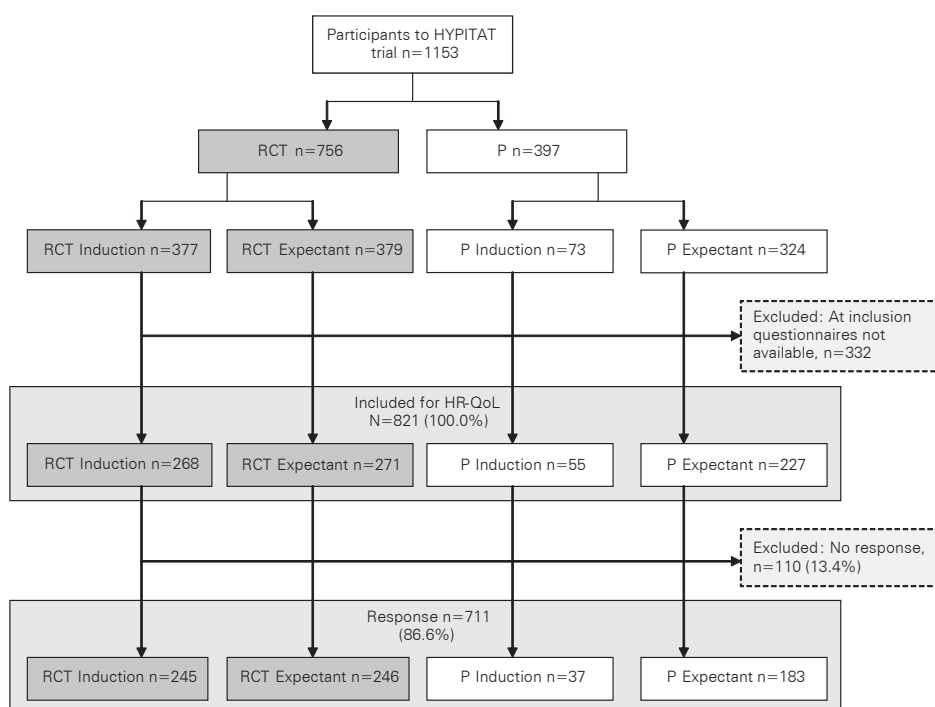 Participants to HYPITAT
trial n=1153
RCT n=756
P n=397
RCT Induction n=377
RCT Expectant n=379
P Induction n=73
P Expectant n=324
Excluded: At inclusion
questionnaires not
available, n=332
Included for HR-QoL
N=821 (100.0%)
RCT Induction n=268
RCT Expectant n=271
P Induction n=55
P Expectant n=227
Excluded: No response,
n=110 (13.4%)
Response n=711
(86.6%)
RCT Induction n=245
RCT Expectant n=246
P Induction n=37
P Expectant n=183